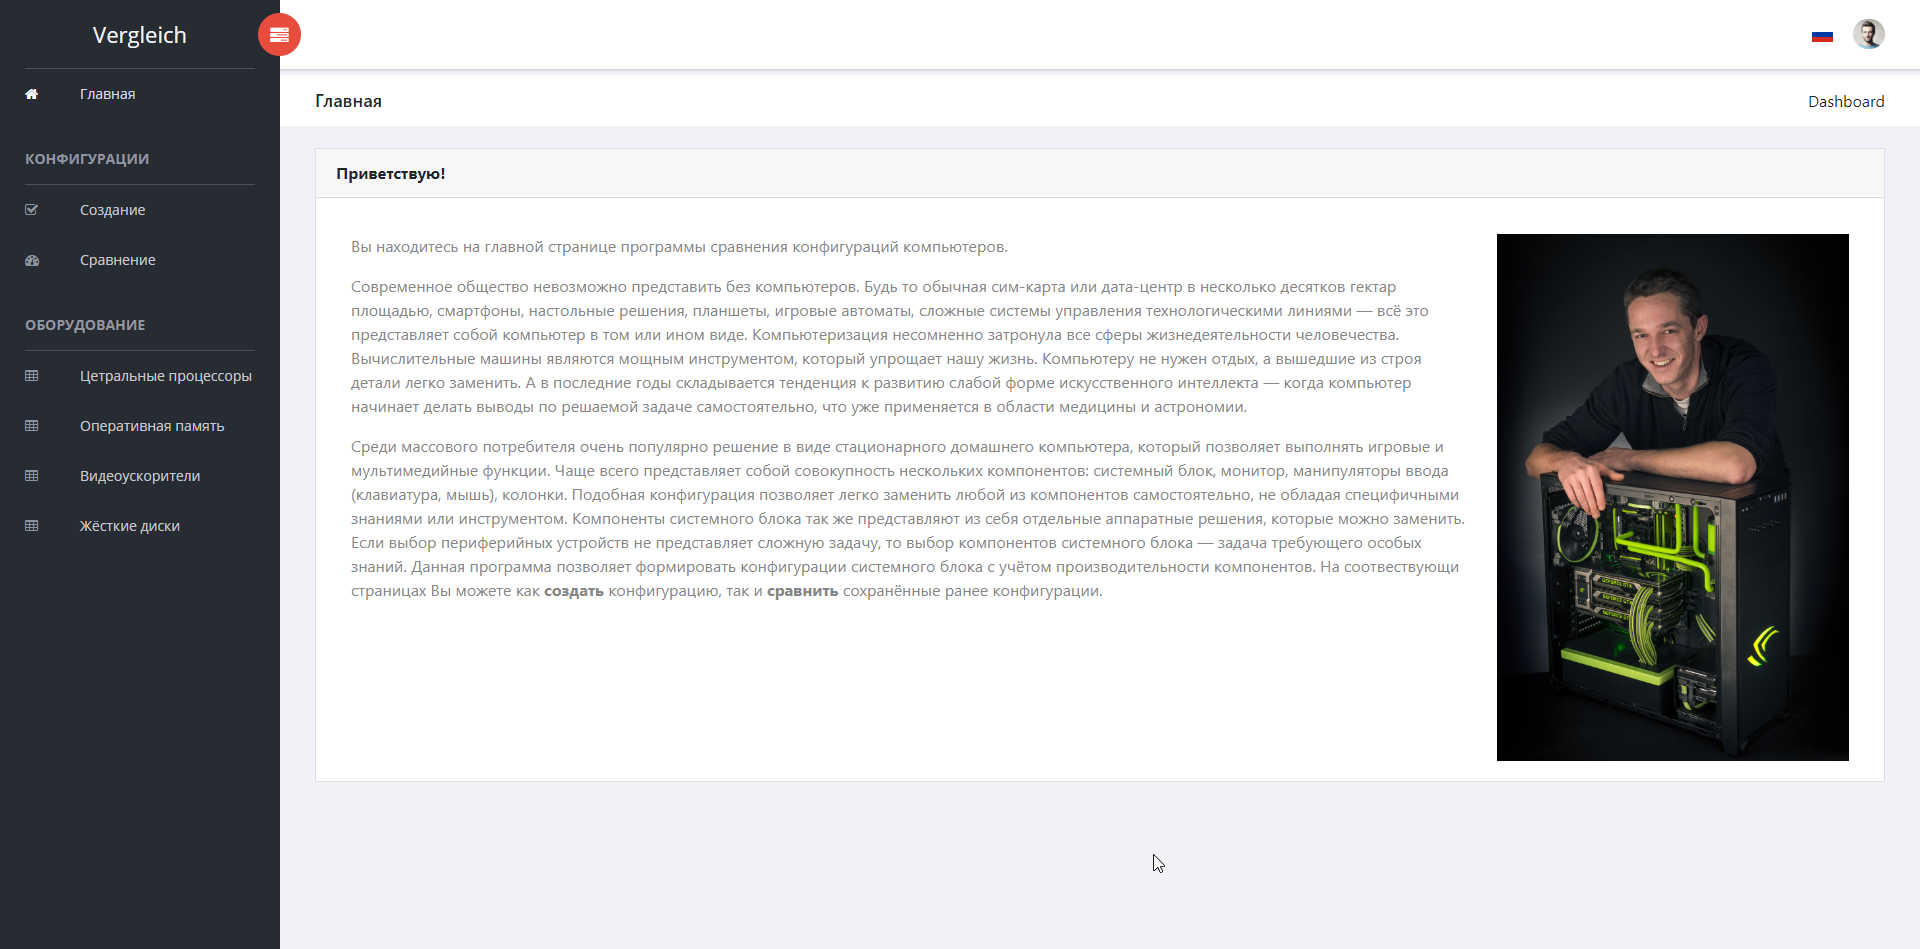 Vergleich
Главная
КОНФИГУРАЦИИ
Создание
Сравнение
ОБОРУДОВАНИЕ
Цетральные процессоры
Оперативная память
Видеоускорители
Жёсткие диски
Главная
Dashboard
Приветствую!
Вы находитесь на главной странице программы сравнения конфигураций компьютеров.
Современное общество невозможно представить без компьютеров. Будь то обычная сим-карта или дата-центр в несколько десятков гектар
площадью, смартфоны, настольные решения, планшеты, игровые автоматы, сложные системы управления технологическими линиями — всё это
представляет собой компьютер в том или ином виде. Компьютеризация несомненно затронула все сферы жизнедеятельности человечества.
Вычислительные машины являются мощным инструментом, который упрощает нашу жизнь. Компьютеру не нужен отдых, а вышедшие из строя
детали легко заменить. А в последние годы складывается тенденция к развитию слабой форме искусственного интеллекта — когда компьютер
начинает делать выводы по решаемой задаче самостоятельно, что уже применяется в области медицины и астрономии.
Среди массового потребителя очень популярно решение в виде стационарного домашнего компьютера, который позволяет выполнять игровые и
мультимедийные функции. Чаще всего представляет собой совокупность нескольких компонентов: системный блок, монитор, манипуляторы ввода
(клавиатура, мышь), колонки. Подобная конфигурация позволяет легко заменить любой из компонентов самостоятельно, не обладая специфичными
знаниями или инструментом. Компоненты системного блока так же представляют из себя отдельные аппаратные решения, которые можно заменить.
Если выбор периферийных устройств не представляет сложную задачу, то выбор компонентов системного блока — задача требующего особых
знаний. Данная программа позволяет формировать конфигурации системного блока с учётом производительности компонентов. На соотвествующи
страницах Вы можете как создать конфигурацию, так и сравнить сохранённые ранее конфигурации.
GEFORCE GTX
GEFORCE GTX
GEFORCE GTX